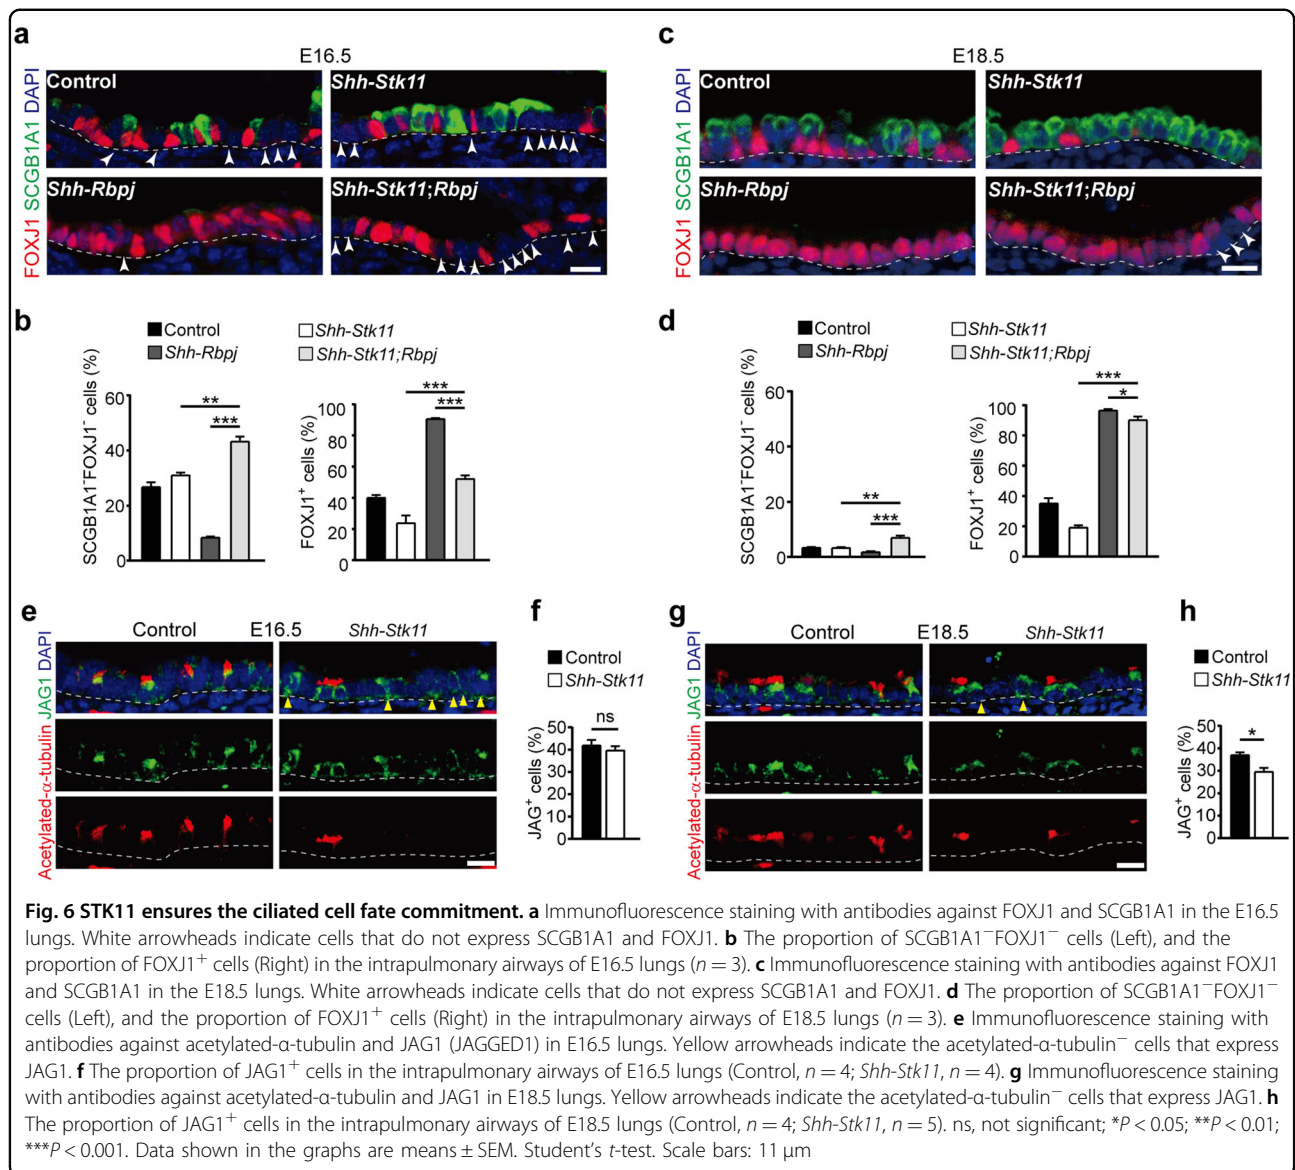 a
E16.5
FOXJ1 SCGB1A1 DAPI
Control
Shh-Stk11
Shh-Rbpj
Shh-Stk11;Rbpj
c
E18.5
FOXJ1 SCGB1A1 DAPI
Control
Shh-Stk11
Shh-Rbpj
Shh-Stk11;Rbpj
b
Control
Shh-Stk11
Shh-Rbpj
Shh-Stk11;Rbpj
SCGB1A1⁻FOXJ1⁻ cells (%)
60
40
20
0
**
***
FOXJ1⁺ cells (%)
100
80
60
40
20
0
***
***
d
Control
Shh-Stk11
Shh-Rbpj
Shh-Stk11;Rbpj
SCGB1A1⁻FOXJ1⁻ cells (%)
60
40
20
0
**
***
FOXJ1⁺ cells (%)
100
80
60
40
20
0
***
*
e
Control E16.5 Shh-Stk11
Acetylated-α-tubulin JAG1 DAPI
f
Control
Shh-Stk11
JAG⁺ cells (%)
50
40
30
20
10
0
ns
g
Control E18.5 Shh-Stk11
Acetylated-α-tubulin JAG1 DAPI
h
Control
Shh-Stk11
JAG⁺ cells (%)
50
40
30
20
10
0
*
Fig. 6 STK11 ensures the ciliated cell fate commitment. a Immunofluorescence staining with antibodies against FOXJ1 and SCGB1A1 in the E16.5
lungs. White arrowheads indicate cells that do not express SCGB1A1 and FOXJ1. b The proportion of SCGB1A1⁻FOXJ1⁻ cells (Left), and the
proportion of FOXJ1⁺ cells (Right) in the intrapulmonary airways of E16.5 lungs (n = 3). c Immunofluorescence staining with antibodies against FOXJ1
and SCGB1A1 in the E18.5 lungs. White arrowheads indicate cells that do not express SCGB1A1 and FOXJ1. d The proportion of SCGB1A1⁻FOXJ1⁻
cells (Left), and the proportion of FOXJ1⁺ cells (Right) in the intrapulmonary airways of E18.5 lungs (n = 3). e Immunofluorescence staining with
antibodies against acetylated-α-tubulin and JAG1 (JAGGED1) in E16.5 lungs. Yellow arrowheads indicate the acetylated-α-tubulin⁻ cells that express
JAG1. f The proportion of JAG1⁺ cells in the intrapulmonary airways of E16.5 lungs (Control, n = 4; Shh-Stk11, n = 4). g Immunofluorescence staining
with antibodies against acetylated-α-tubulin and JAG1 in E18.5 lungs. Yellow arrowheads indicate the acetylated-α-tubulin⁻ cells that express JAG1. h
The proportion of JAG1⁺ cells in the intrapulmonary airways of E18.5 lungs (Control, n = 4; Shh-Stk11, n = 5). ns, not significant; *P < 0.05; **P < 0.01;
***P < 0.001. Data shown in the graphs are means ± SEM. Student’s t-test. Scale bars: 11 μm